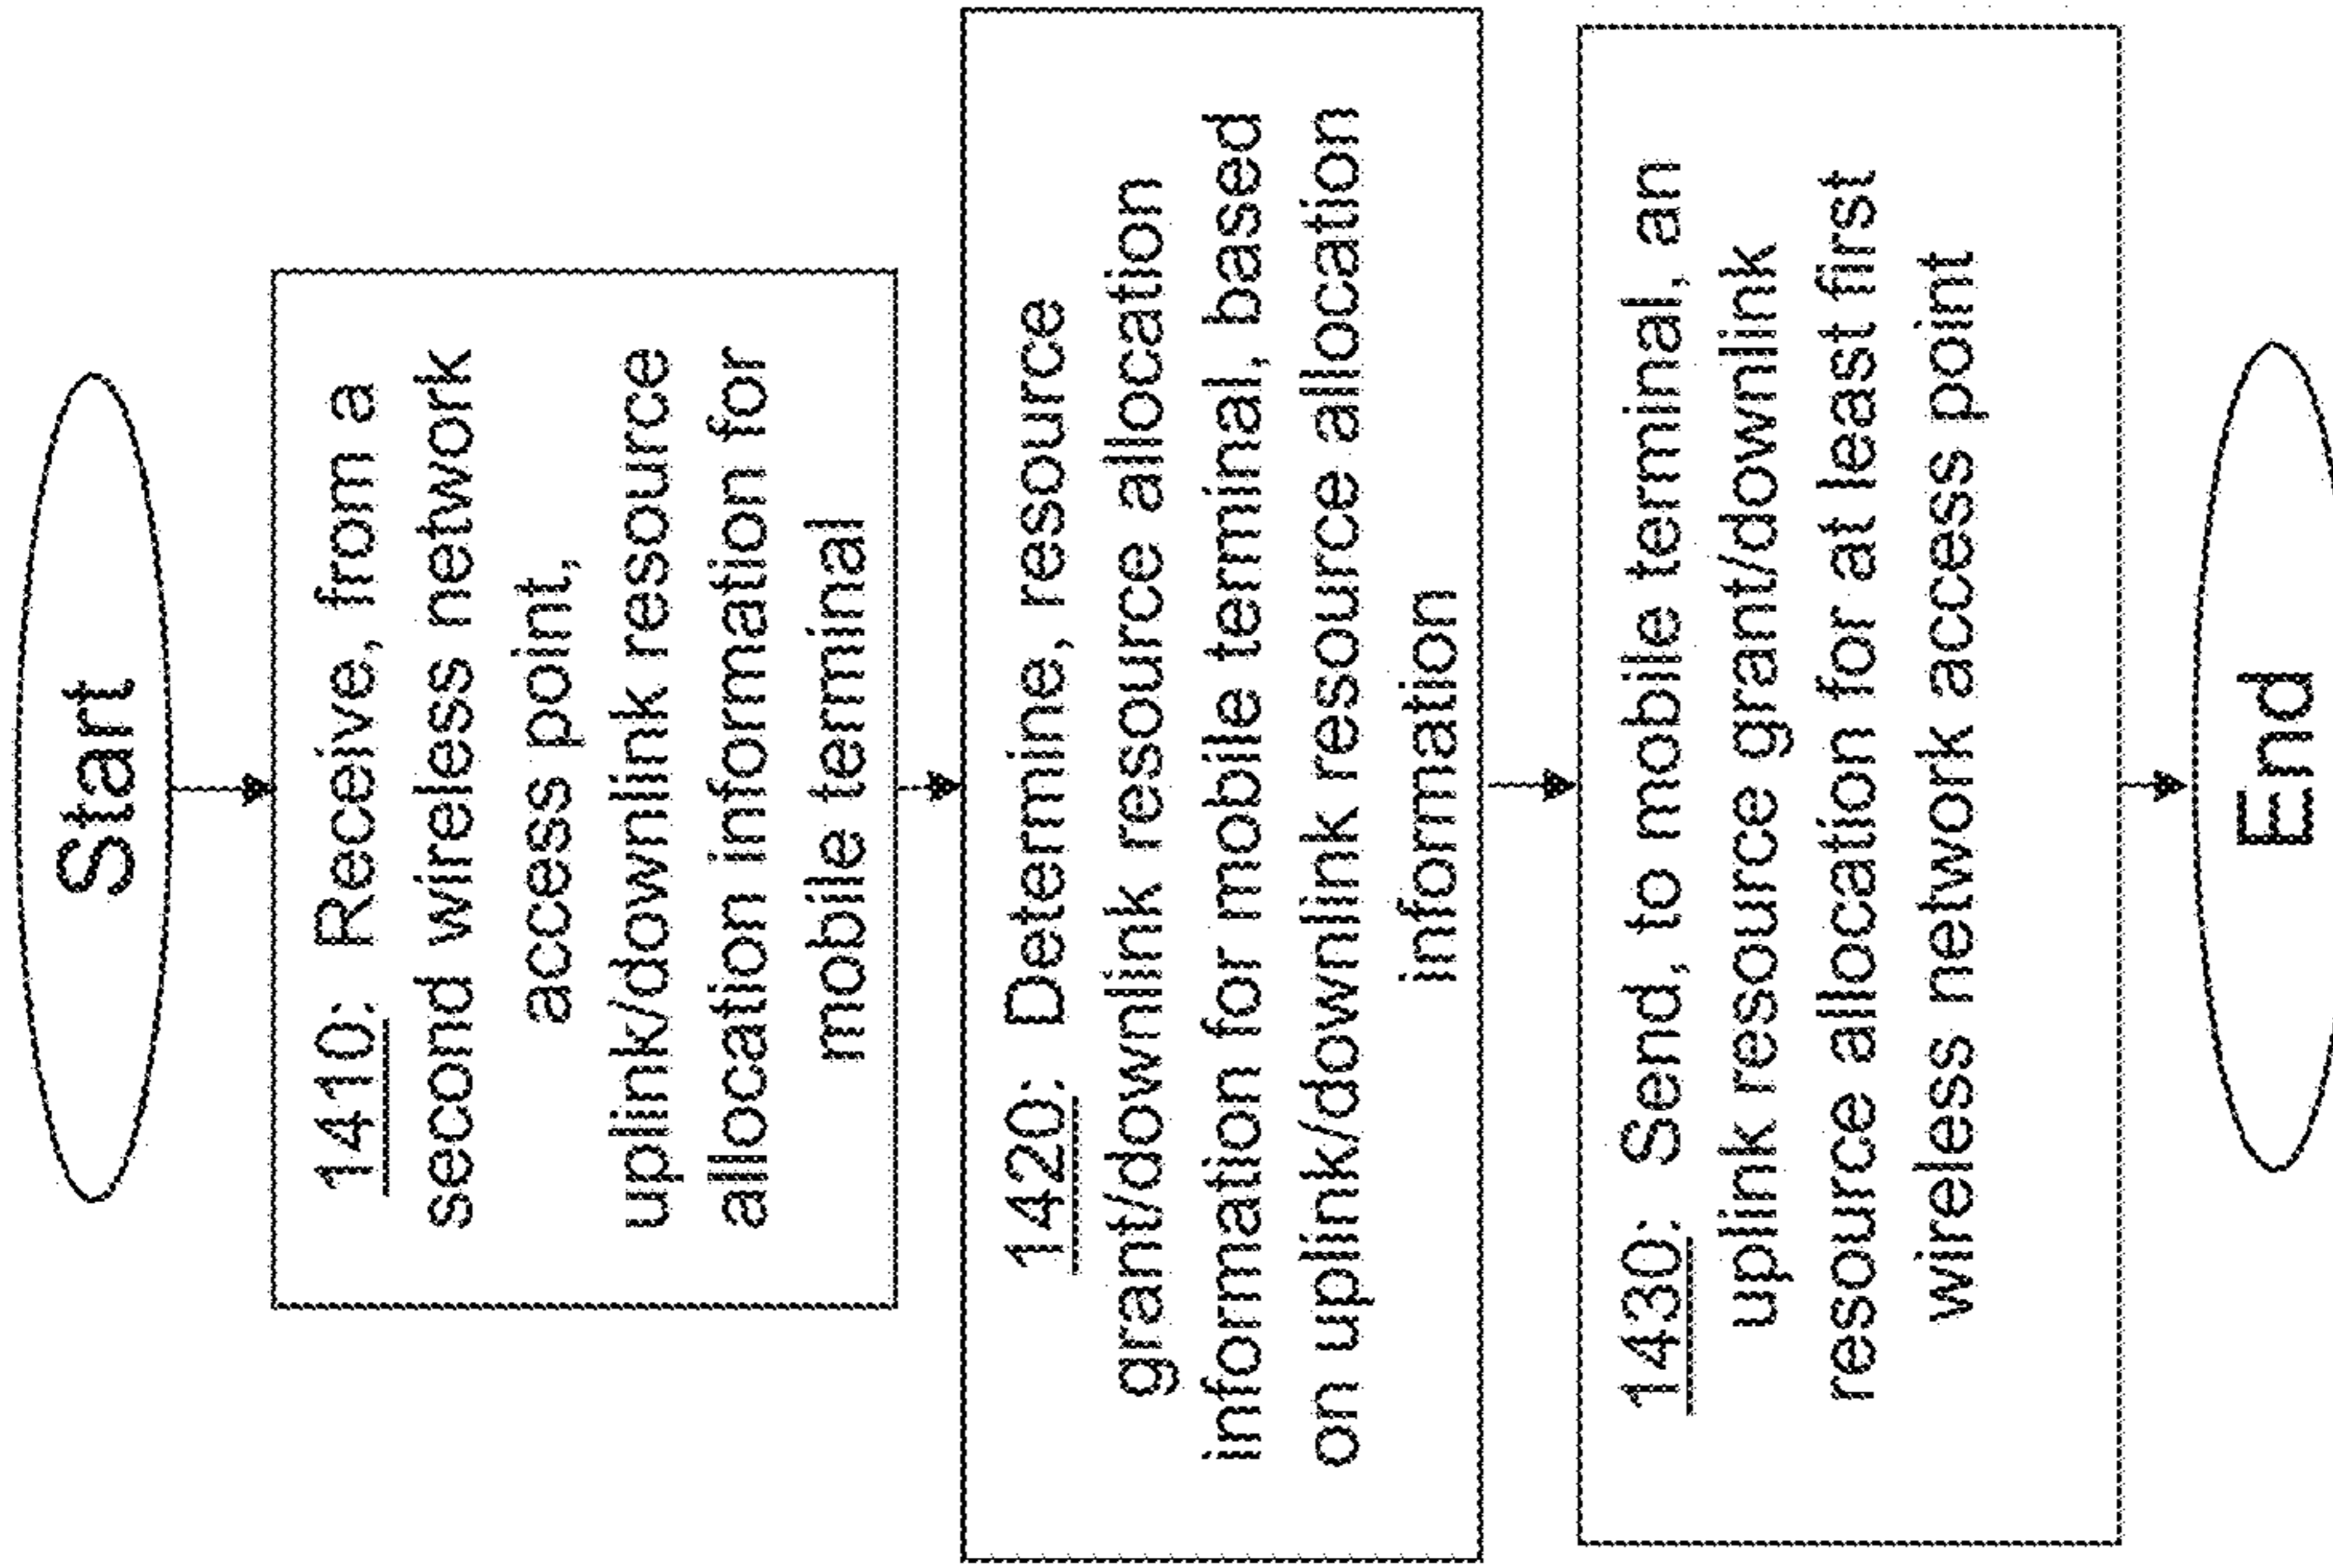 Start
1410: Receive, from a
second wireless network
access point,
uplink/downlink resource
allocation information for
mobile terminal
1420: Determine, resource
grant/downlink resource allocation
information for mobile terminal, based
on uplink/downlink resource allocation
information
1430: Send, to mobile terminal, an
uplink resource grant/downlink
resource allocation for at least first
wireless network access point
End